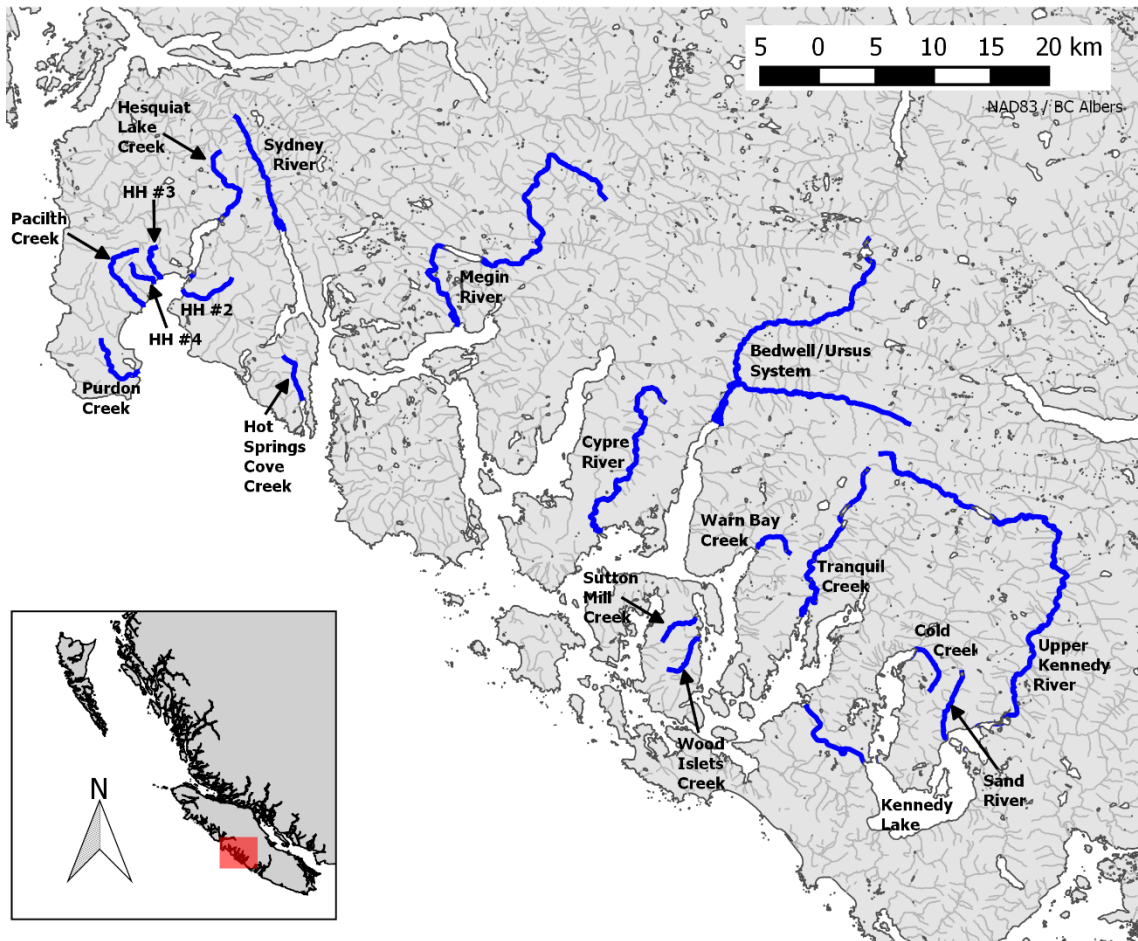 5 0 5 10 15 20 km
NAD83 / BC Albers
Hesquiat
Lake
Creek
Sydney
River
HH #3
Pacilth
Creek
HH #2
HH #4
Megin
River
Purdon
Creek
Hot
Springs
Cove
Creek
Bedwell/Ursus
System
Cypre
River
Warn Bay
Creek
Tranquil
Creek
Sutton
Mill
Creek
Cold
Creek
Upper
Kennedy
River
Wood
Islets
Creek
Sand
River
Kennedy
Lake
N